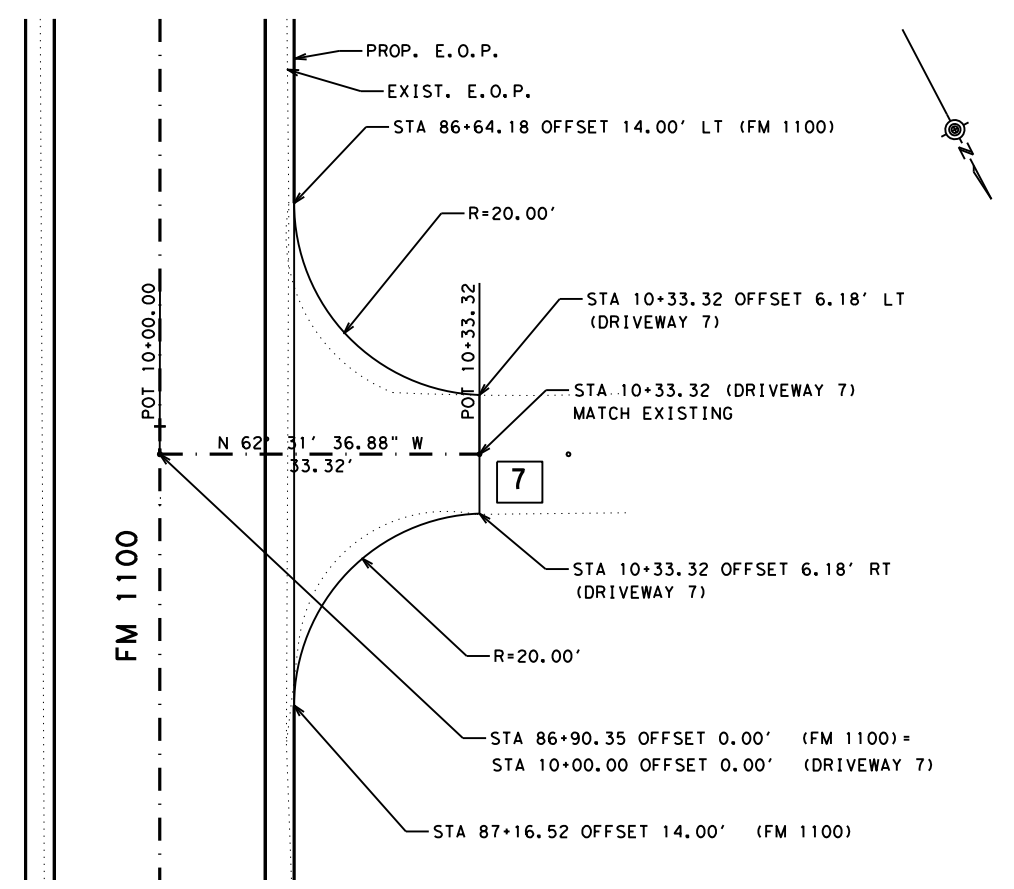 PROP. E.O.P.
EXIST. E.O.P.
STA 86+64.18 OFFSET 14.00' LT (FM 1100)
N
R=20.00'
POT 10+00.00
POT 10+33.32
STA 10+33.32 OFFSET 6.18' LT
(DRIVEWAY 7)
STA 10+33.32 (DRIVEWAY 7)
MATCH EXISTING
N 62° 31' 36.88" W
33.32'
7
FM 1100
STA 10+33.32 OFFSET 6.18' RT
(DRIVEWAY 7)
R=20.00'
STA 86+90.35 OFFSET 0.00' (FM 1100)=
STA 10+00.00 OFFSET 0.00' (DRIVEWAY 7)
STA 87+16.52 OFFSET 14.00' (FM 1100)